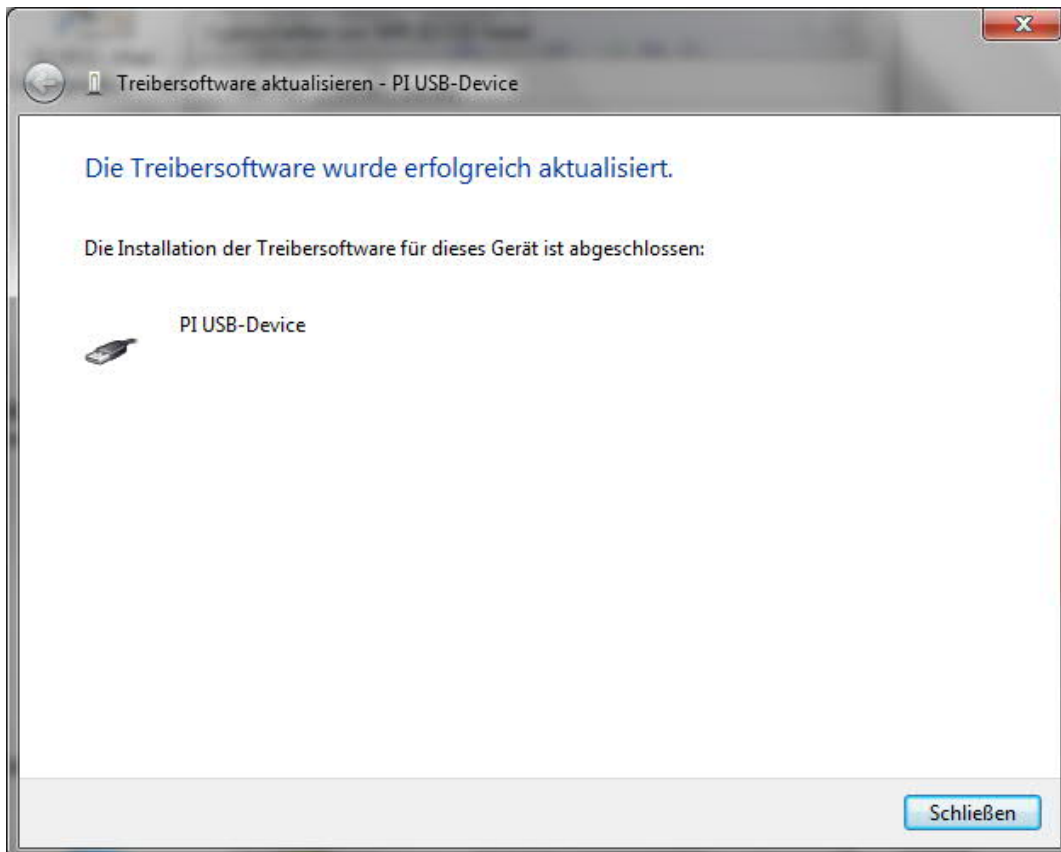 Treibersoftware aktualisieren - PI USB-Device
Die Treibersoftware wurde erfolgreich aktualisiert.
Die Installation der Treibersoftware für dieses Gerät ist abgeschlossen:
PI USB-Device
Schließen